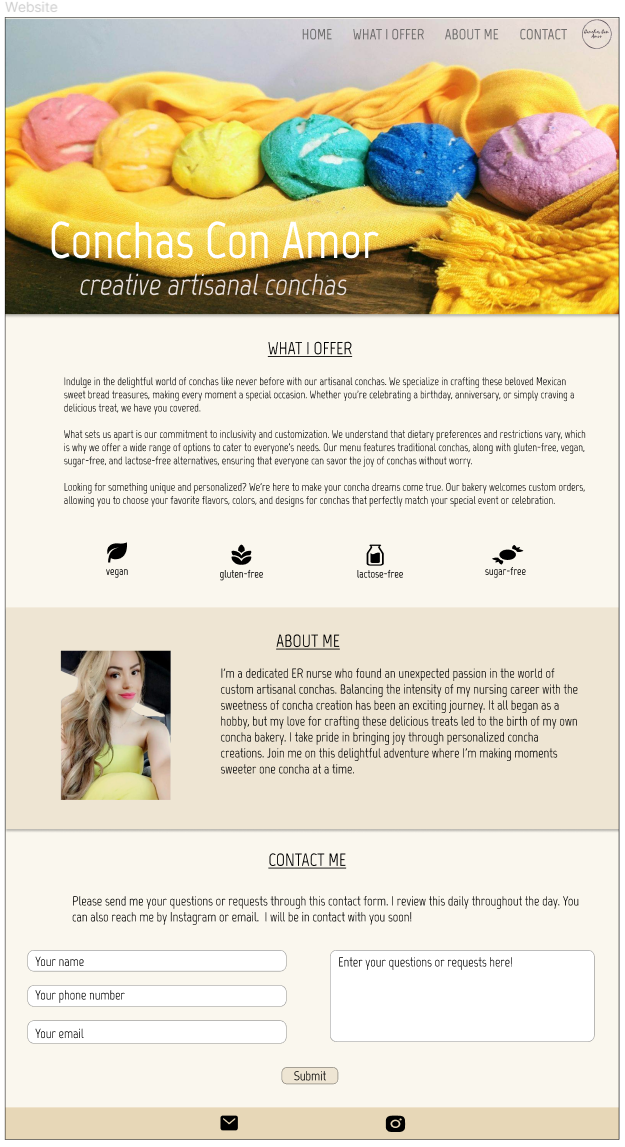 Website
HOME WHAT I OFFER ABOUT ME CONTACT Conchas Con
Amor
Conchas Con Amor
creative artisanal conchas
WHAT I OFFER
Indulge in the delightful world of conchas like never before with our artisanal conchas. We specialize in crafting these beloved Mexican
sweet bread treasures, making every moment a special occasion. Whether you're celebrating a birthday, anniversary, or simply craving a
delicious treat, we have you covered.
What sets us apart is our commitment to inclusivity and customization. We understand that dietary preferences and restrictions vary, which
is why we offer a wide range of options to cater to everyone's needs. Our menu features traditional conchas, along with gluten-free, vegan,
sugar-free, and lactose-free alternatives, ensuring that everyone can savor the joy of conchas without worry.
Looking for something unique and personalized? We're here to make your concha dreams come true. Our bakery welcomes custom orders,
allowing you to choose your favorite flavors, colors, and designs for conchas that perfectly match your special event or celebration.
vegan gluten-free lactose-free sugar-free
ABOUT ME
I'm a dedicated ER nurse who found an unexpected passion in the world of
custom artisanal conchas. Balancing the intensity of my nursing career with the
sweetness of concha creation has been an exciting journey. It all began as a
hobby, but my love for crafting these delicious treats led to the birth of my own
concha bakery. I take pride in bringing joy through personalized concha
creations. Join me on this delightful adventure where I'm making moments
sweeter one concha at a time.
CONTACT ME
Please send me your questions or requests through this contact form. I review this daily throughout the day. You
can also reach me by Instagram or email. I will be in contact with you soon!
Your name
Your phone number
Your email
Enter your questions or requests here!
Submit